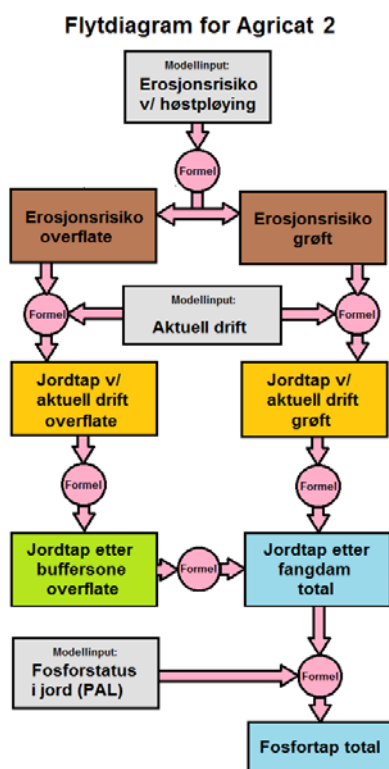 Flytdiagram for Agricat 2
Modellinput:
Erosjonsrisiko
v/ høstpløying
Formel
Erosjonsrisiko
overflate
Erosjonsrisiko
grøft
Formel
Modellinput:
Aktuell drift
Formel
Jordtap v/
aktuell drift
overflate
Jordtap v/
aktuell drift
grøft
Formel
Formel
Jordtap etter
buffersone
overflate
Formel
Jordtap etter
fangdam
total
Modellinput:
Fosforstatus
i jord (PAL)
Formel
Fosfortap total